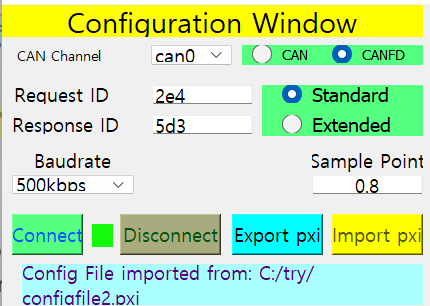 Configuration Window
CAN Channel can0 CAN CANFD
Request ID 2e4 Standard
Response ID 5d3 Extended
Baudrate Sample Point
500kbps 0.8
Connect Disconnect Export pxi Import pxi
Config File imported from: C:/try/
configfile2.pxi